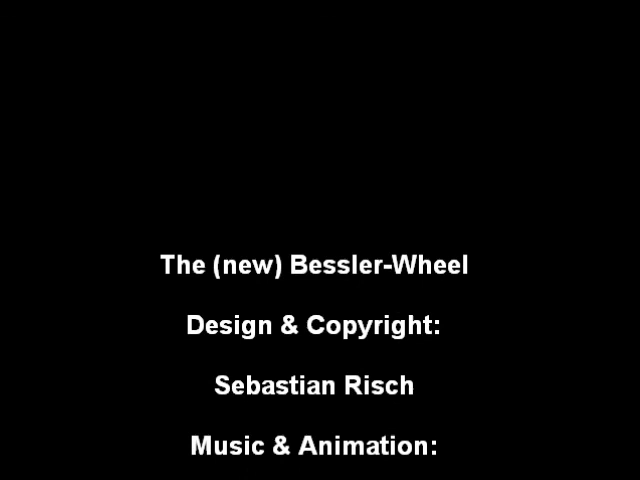 The (new) Bessler-Wheel
Design & Copyright:
Sebastian Risch
Music & Animation: